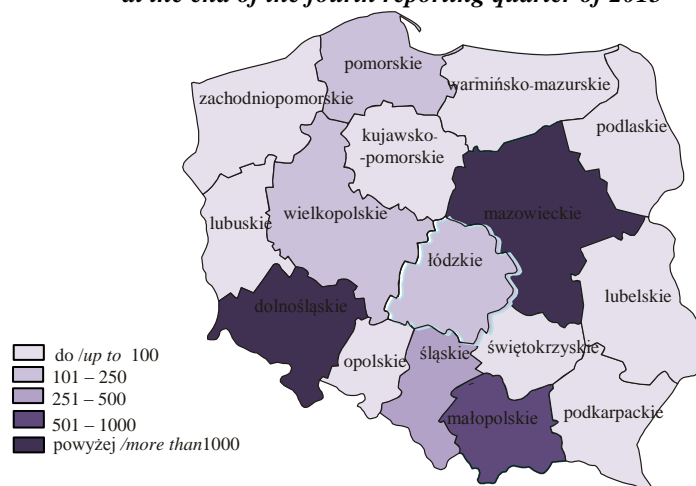 at the end of the fourth reporting quarter of 2015
pomorskie
warmińsko-mazurskie
zachodniopomorskie
podlaskie
kujawsko-
-pomorskie
wielkopolskie
mazowieckie
lubuskie
łódzkie
lubelskie
dolnośląskie
opolskie
śląskie
świętokrzyskie
małopolskie
podkarpackie
do /up to 100
101 – 250
251 – 500
501 – 1000
powyżej /more than1000